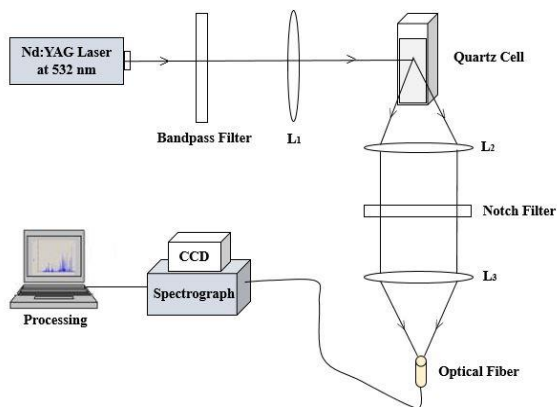 Nd:YAG Laser
at 532 nm
Bandpass Filter
L1
Quartz Cell
L2
Notch Filter
L3
CCD
Spectrograph
Processing
Optical Fiber